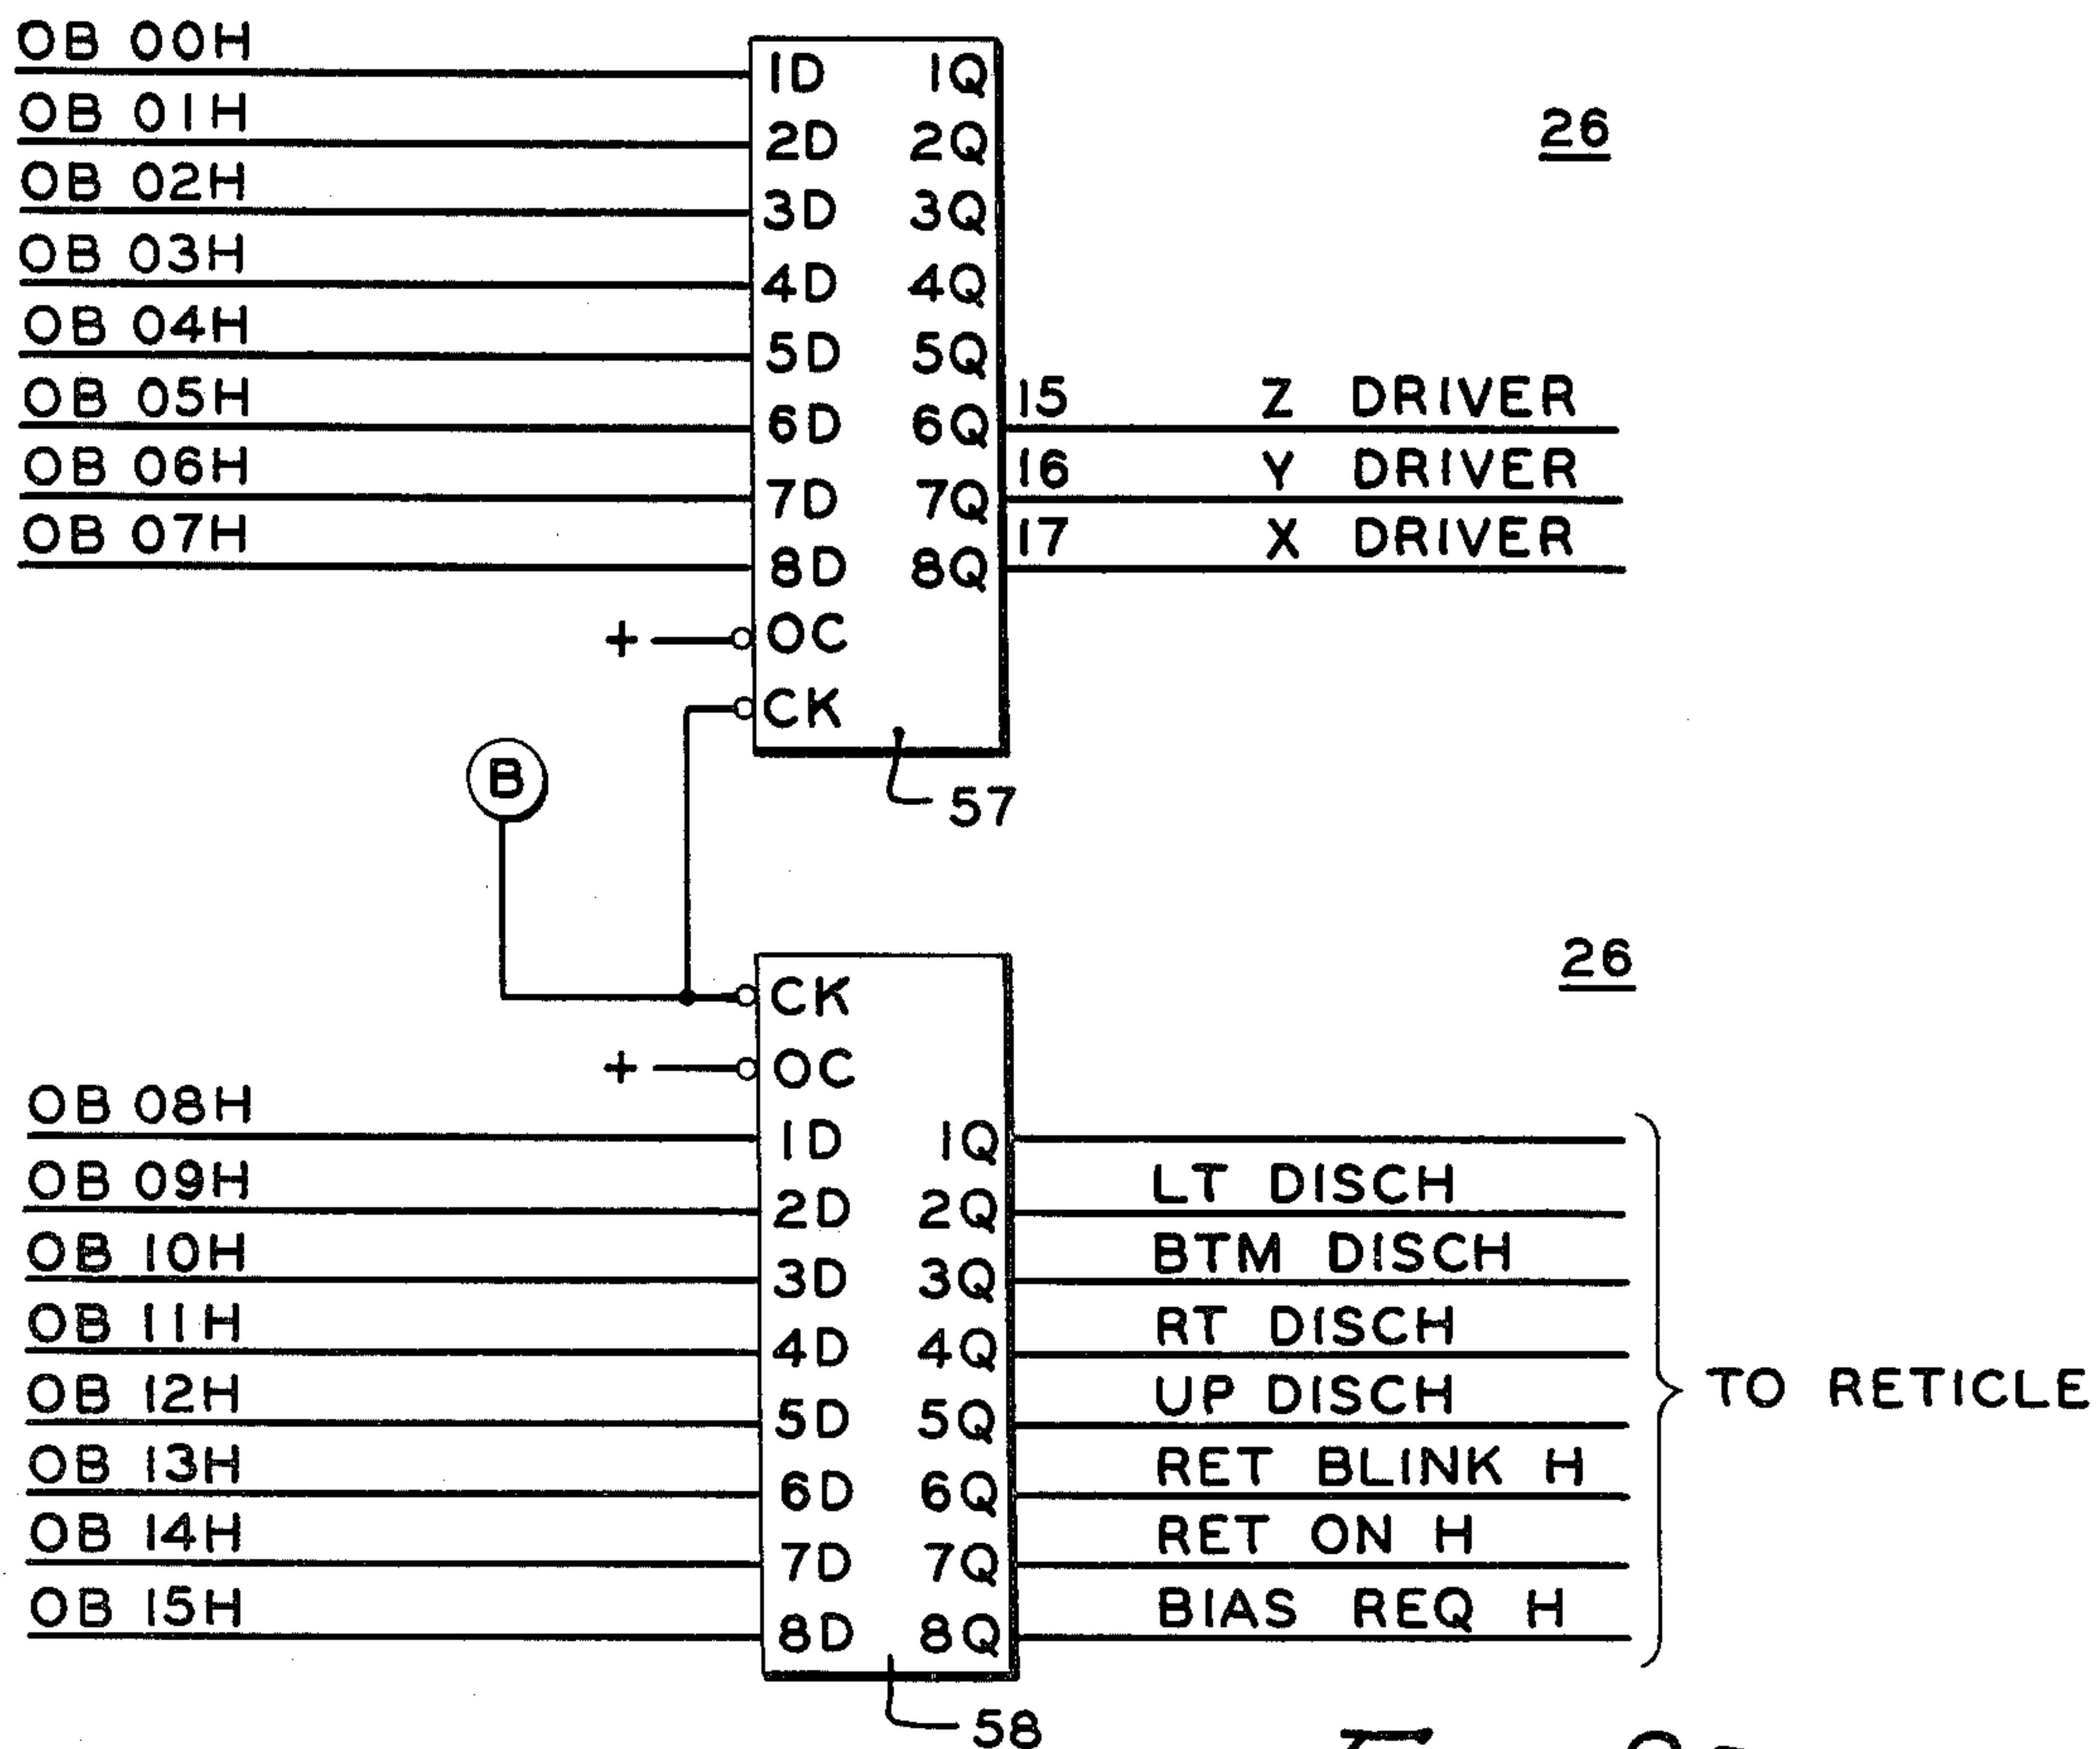 OB 00H
1D 1Q
OB 01H
2D 2Q
26
OB 02H
3D 3Q
OB 03H
4D 4Q
OB 04H
5D 5Q
OB 05H
6D 6Q 15 Z DRIVER
OB 06H
7D 7Q 16 Y DRIVER
OB 07H
8D 8Q 17 X DRIVER
+ OC
CK
B
57
26
CK
+ OC
OB 08H
1D 1Q
OB 09H
2D 2Q LT DISCH
OB 10H
3D 3Q BTM DISCH
OB 11H
4D 4Q RT DISCH
OB 12H
5D 5Q UP DISCH
TO RETICLE
OB 13H
6D 6Q RET BLINK H
OB 14H
7D 7Q RET ON H
OB 15H
8D 8Q BIAS REQ H
58